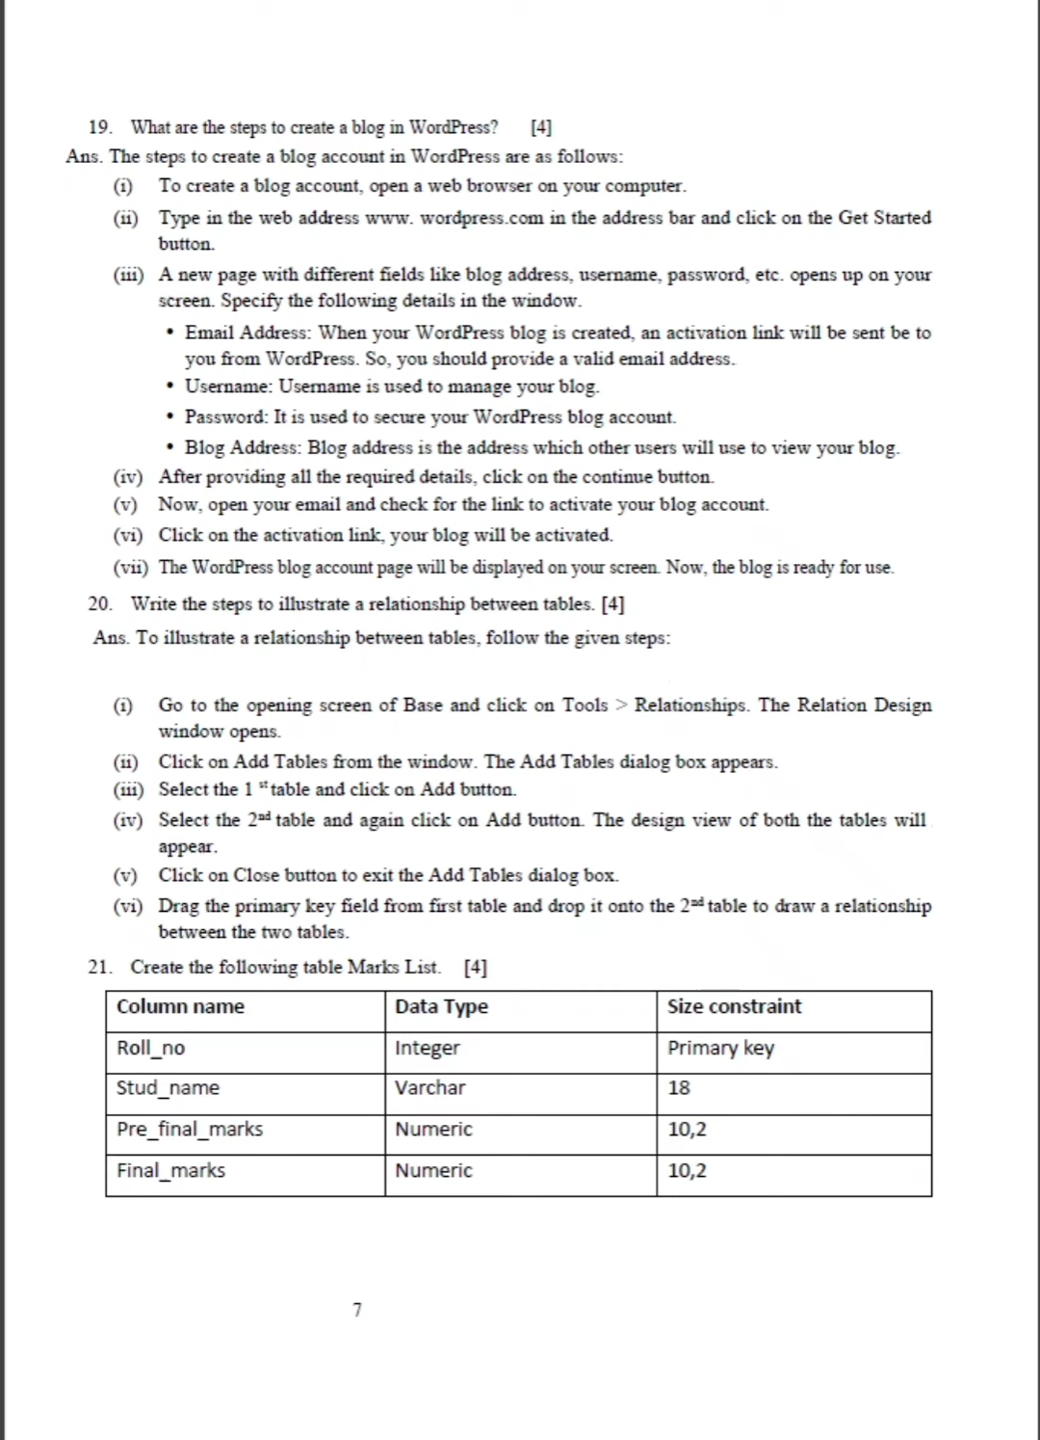 19. What are the steps to create a blog in WordPress? [4]
Ans. The steps to create a blog account in WordPress are as follows:
(i) To create a blog account, open a web browser on your computer.
(ii) Type in the web address www. wordpress.com in the address bar and click on the Get Started
button.
(iii) A new page with different fields like blog address, username, password, etc. opens up on your
screen. Specify the following details in the window.
• Email Address: When your WordPress blog is created, an activation link will be sent be to
you from WordPress. So, you should provide a valid email address.
• Username: Username is used to manage your blog.
• Password: It is used to secure your WordPress blog account.
• Blog Address: Blog address is the address which other users will use to view your blog.
(iv) After providing all the required details, click on the continue button.
(v) Now, open your email and check for the link to activate your blog account.
(vi) Click on the activation link, your blog will be activated.
(vii) The WordPress blog account page will be displayed on your screen. Now, the blog is ready for use.
20. Write the steps to illustrate a relationship between tables. [4]
Ans. To illustrate a relationship between tables, follow the given steps:
(i) Go to the opening screen of Base and click on Tools > Relationships. The Relation Design
window opens.
(ii) Click on Add Tables from the window. The Add Tables dialog box appears.
(iii) Select the 1 st table and click on Add button.
(iv) Select the 2nd table and again click on Add button. The design view of both the tables will
appear.
(v) Click on Close button to exit the Add Tables dialog box.
(vi) Drag the primary key field from first table and drop it onto the 2nd table to draw a relationship
between the two tables.
21. Create the following table Marks List. [4]
Column name Data Type Size constraint
Roll_no Integer Primary key
Stud_name Varchar 18
Pre_final_marks Numeric 10,2
Final_marks Numeric 10,2
7